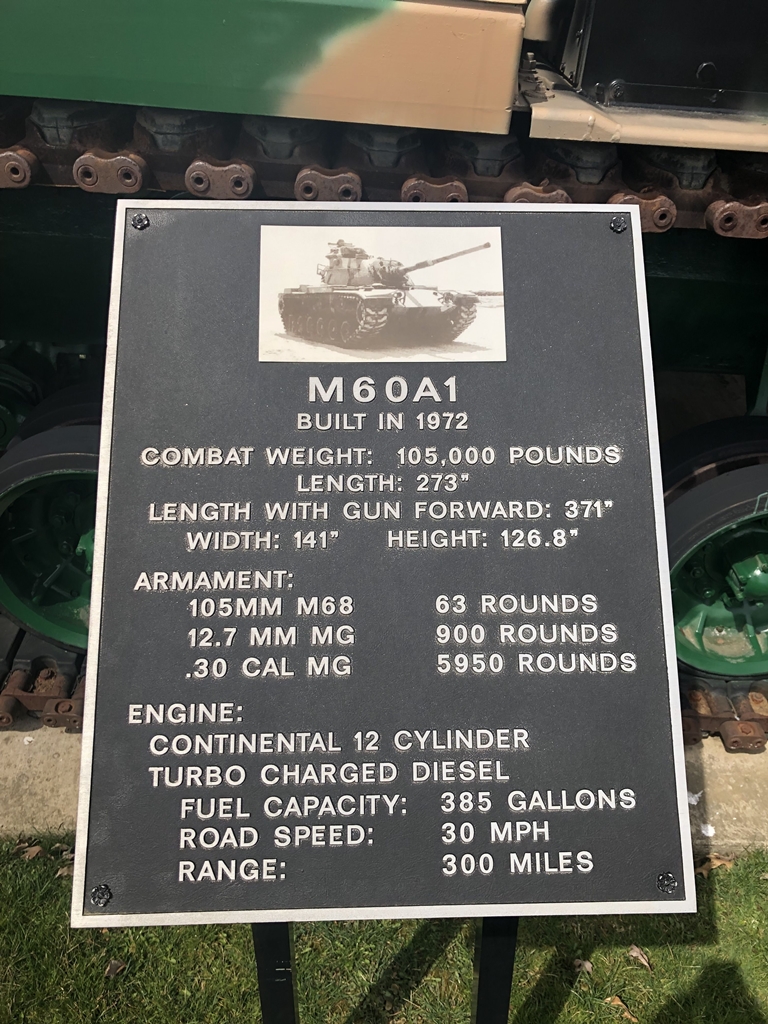 M60A1
BUILT IN 1972
COMBAT WEIGHT: 105,000 POUNDS
LENGTH: 273"
LENGTH WITH GUN FORWARD: 371"
WIDTH: 141" HEIGHT: 126.8"
ARMAMENT:
105MM M68 63 ROUNDS
12.7 MM MG 900 ROUNDS
.30 CAL MG 5950 ROUNDS
ENGINE:
CONTINENTAL 12 CYLINDER
TURBO CHARGED DIESEL
FUEL CAPACITY: 385 GALLONS
ROAD SPEED: 30 MPH
RANGE: 300 MILES